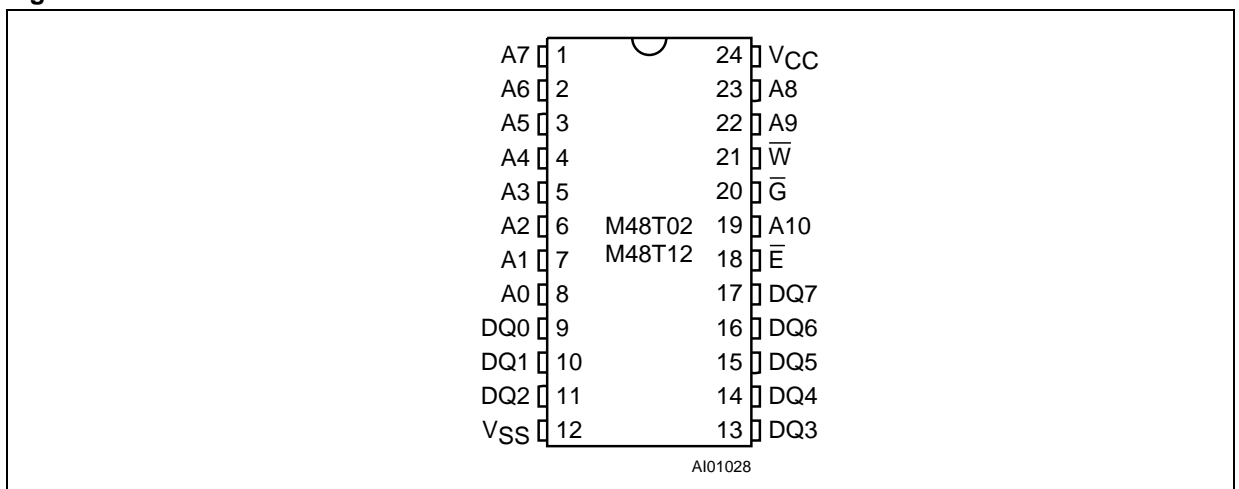 A7 1 24 VCC
A6 2 23 A8
A5 3 22 A9
A4 4 21 W̅
A3 5 20 G̅
A2 6 M48T02 19 A10
A1 7 M48T12 18 E̅
A0 8 17 DQ7
DQ0 9 16 DQ6
DQ1 10 15 DQ5
DQ2 11 14 DQ4
VSS 12 13 DQ3
AI01028